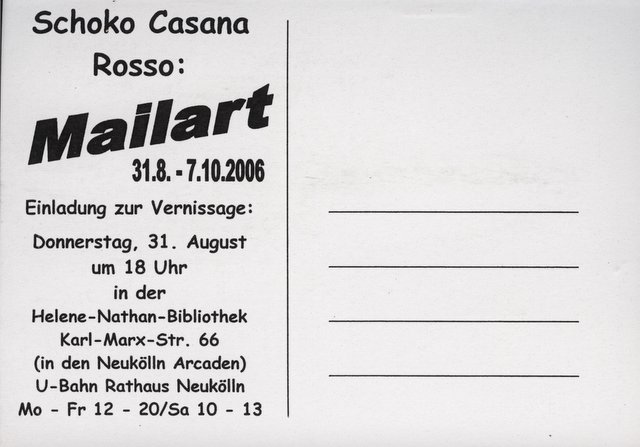 Schoko Casana
Rosso:
Mailart
31.8. - 7.10.2006
Einladung zur Vernissage:
Donnerstag, 31. August
um 18 Uhr
in der
Helene-Nathan-Bibliothek
Karl-Marx-Str. 66
(in den Neukölln Arcaden)
U-Bahn Rathaus Neukölln
Mo - Fr 12 - 20/Sa 10 - 13